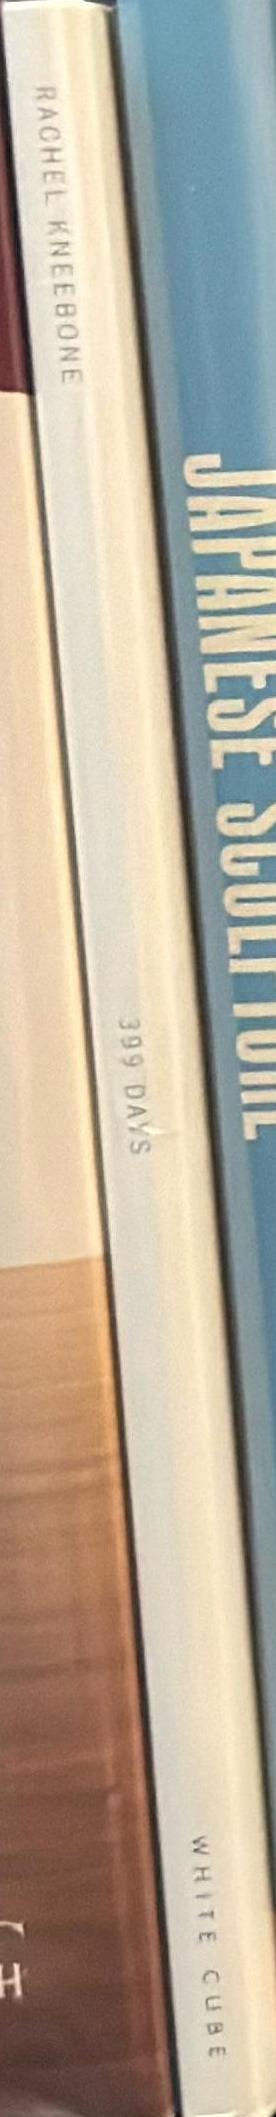 RACHEL KNEEBONE
399 DAYS
WHITE CUBE
JAPANESE SCULPTURE